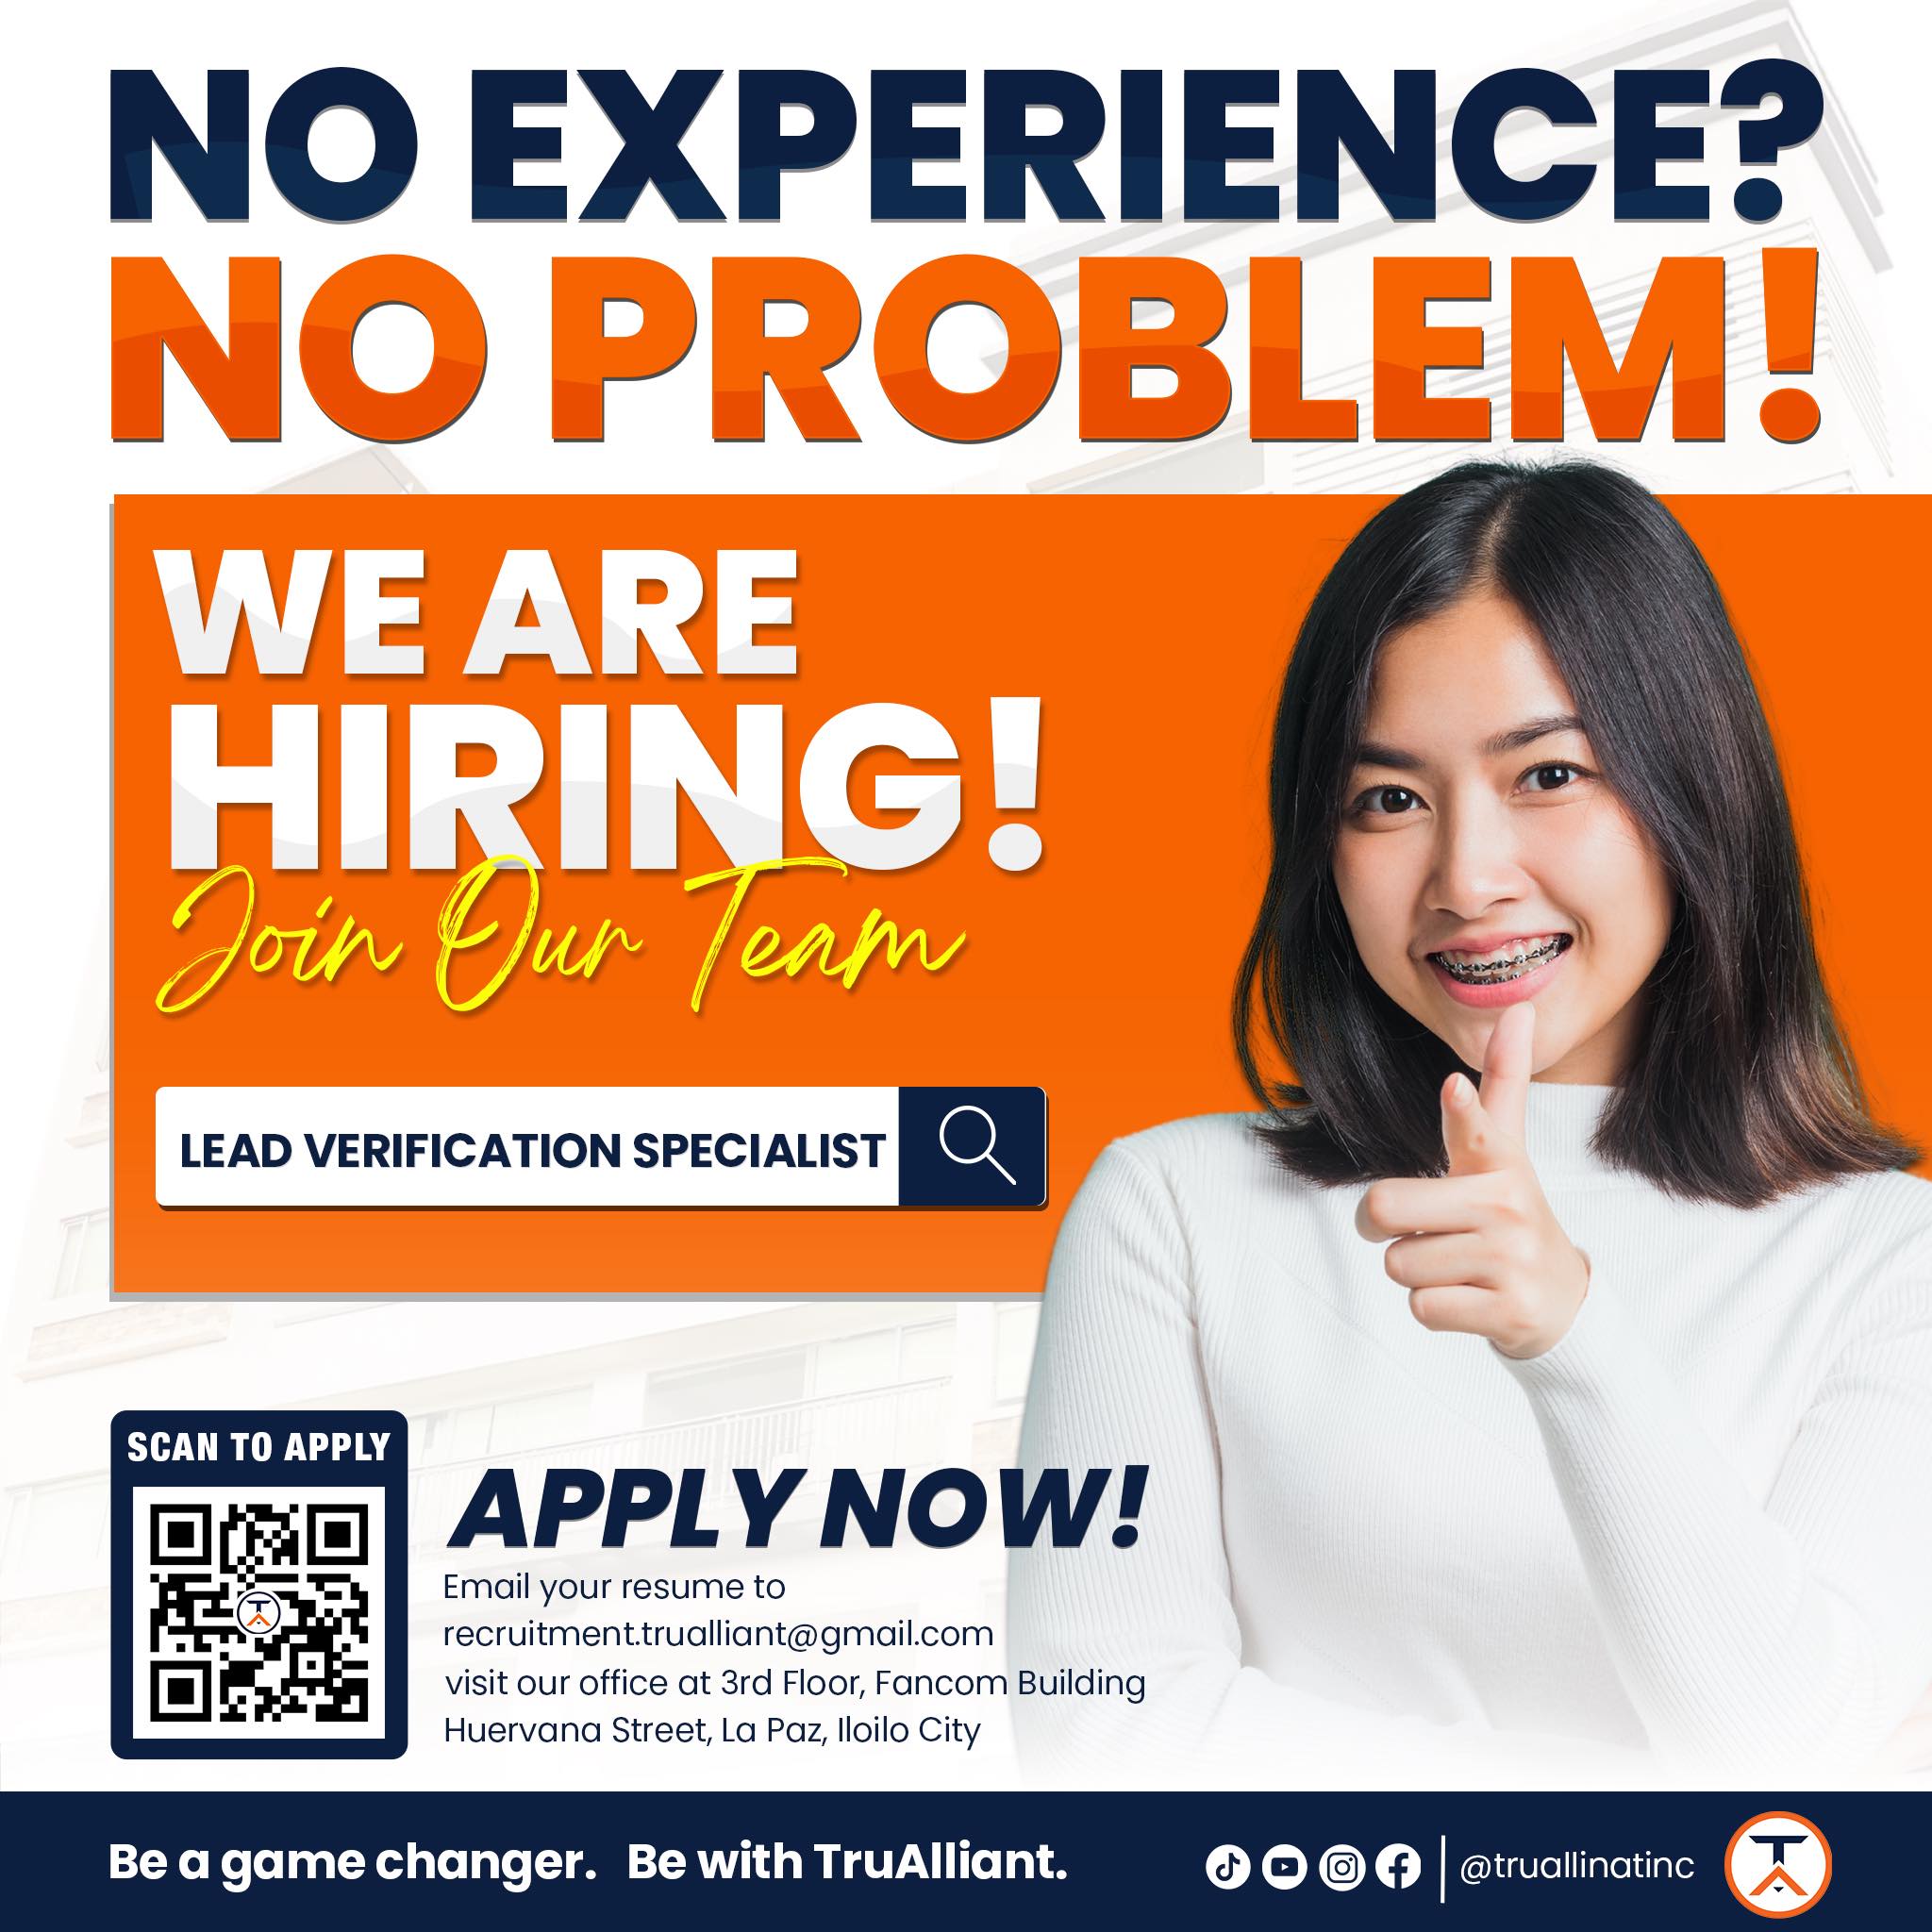 NO EXPERIENCE?
NO PROBLEM!
WE ARE
HIRING!
Join Our Team
LEAD VERIFICATION SPECIALIST
SCAN TO APPLY
APPLY NOW!
Email your resume to
recruitment.trualliant@gmail.com
visit our office at 3rd Floor, Fancom Building
Huervana Street, La Paz, Iloilo City
Be a game changer. Be with TruAlliant.
@truallinatinc